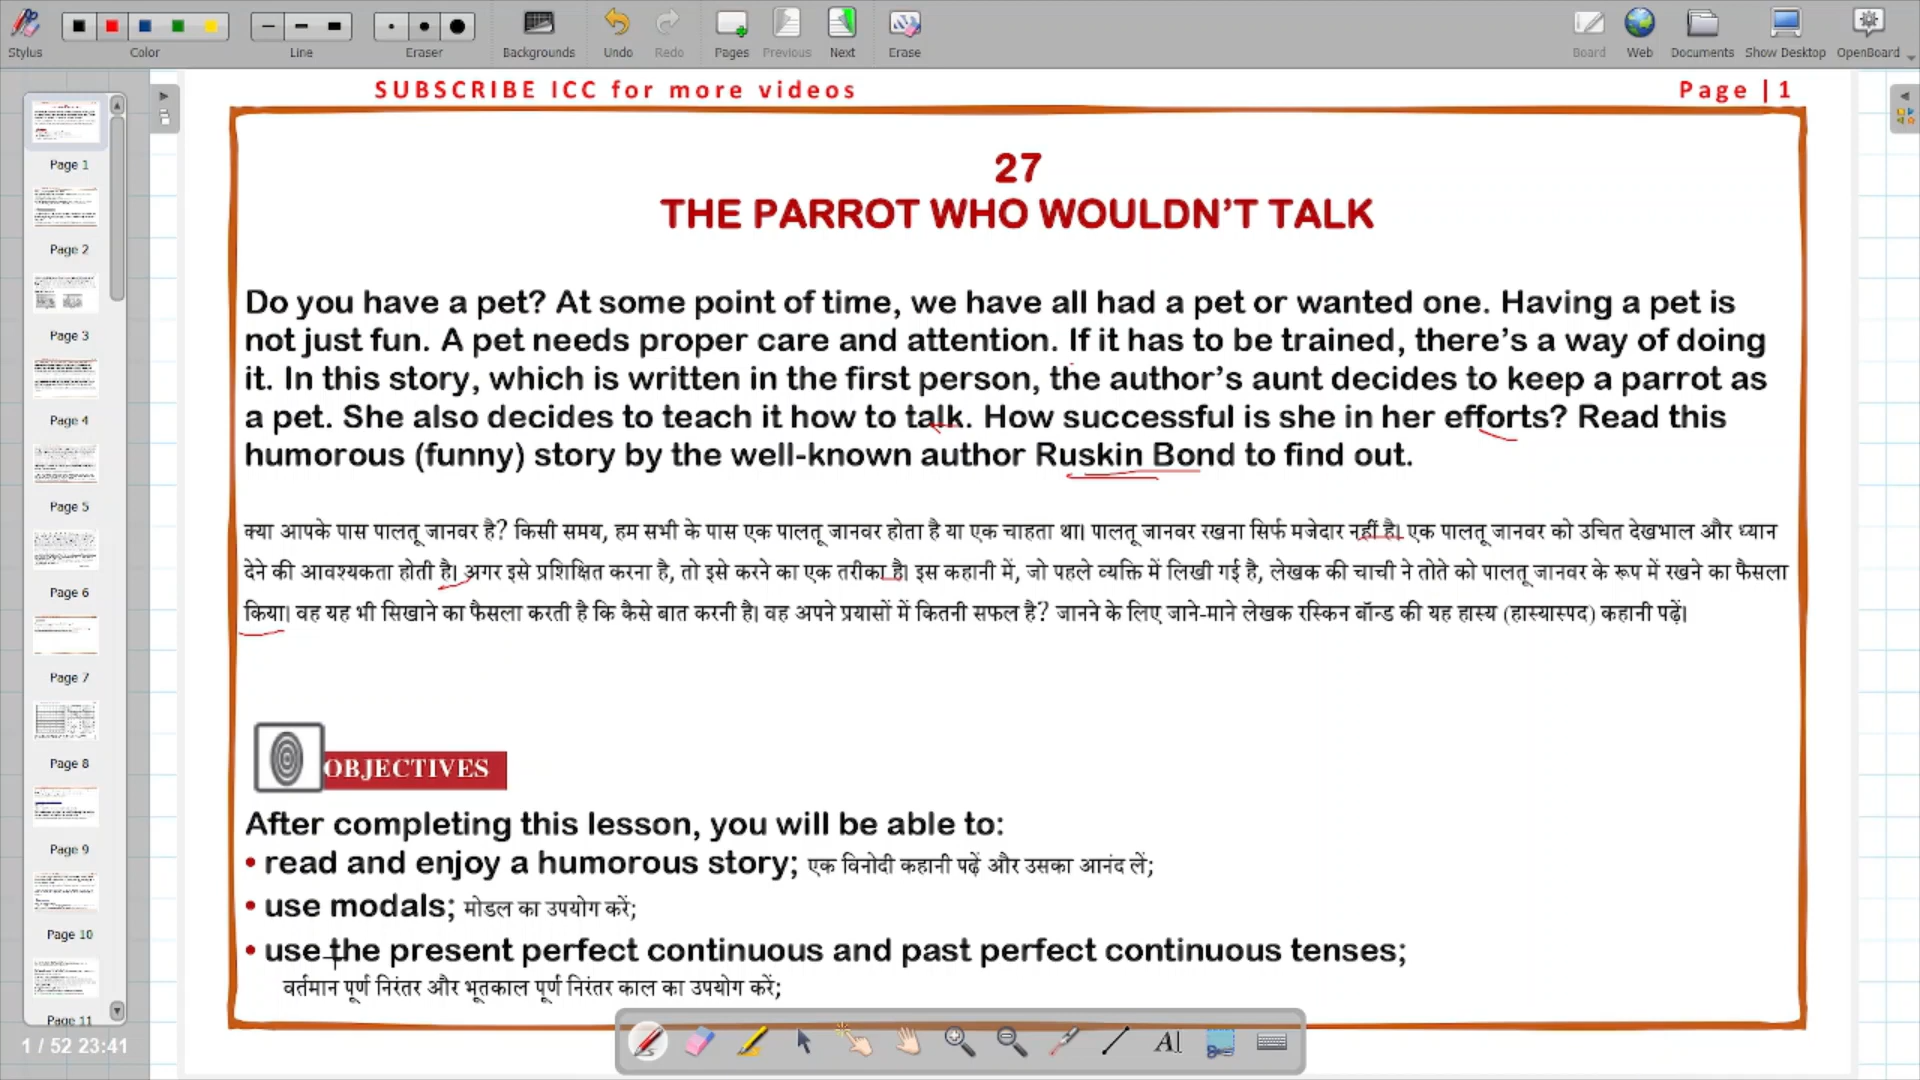 Stylus
Color
Line
Eraser
Backgrounds
Undo
Redo
Pages
Previous
Next
Erase
Board
Web
Documents
Show Desktop
OpenBoard
SUBSCRIBE ICC for more videos
Page | 1
27
THE PARROT WHO WOULDN'T TALK
Do you have a pet? At some point of time, we have all had a pet or wanted one. Having a pet is
not just fun. A pet needs proper care and attention. If it has to be trained, there's a way of doing
it. In this story, which is written in the first person, the author's aunt decides to keep a parrot as
a pet. She also decides to teach it how to talk. How successful is she in her efforts? Read this
humorous (funny) story by the well-known author Ruskin Bond to find out.
क्या आपके पास पालतू जानवर है? किसी समय, हम सभी के पास एक पालतू जानवर होता है या एक चाहता था। पालतू जानवर रखना सिर्फ मजेदार नहीं है। एक पालतू जानवर को उचित देखभाल और ध्यान
देने की आवश्यकता होती है। अगर इसे प्रशिक्षित करना है, तो इसे करने का एक तरीका है। इस कहानी में, जो पहले व्यक्ति में लिखी गई है, लेखक की चाची ने तोते को पालतू जानवर के रूप में रखने का फैसला
किया। वह यह भी सिखाने का फैसला करती है कि कैसे बात करनी है। वह अपने प्रयासों में कितनी सफल है? जानने के लिए जाने-माने लेखक रस्किन बॉन्ड की यह हास्य (हास्यास्पद) कहानी पढ़ें।
OBJECTIVES
After completing this lesson, you will be able to:
• read and enjoy a humorous story; एक विनोदी कहानी पढ़ें और उसका आनंद लें;
• use modals; मोडल का उपयोग करें;
• use the present perfect continuous and past perfect continuous tenses;
वर्तमान पूर्ण निरंतर और भूतकाल पूर्ण निरंतर काल का उपयोग करें;
Page 1
Page 2
Page 3
Page 4
Page 5
Page 6
Page 7
Page 8
Page 9
Page 10
Page 11
1 / 52 23:41